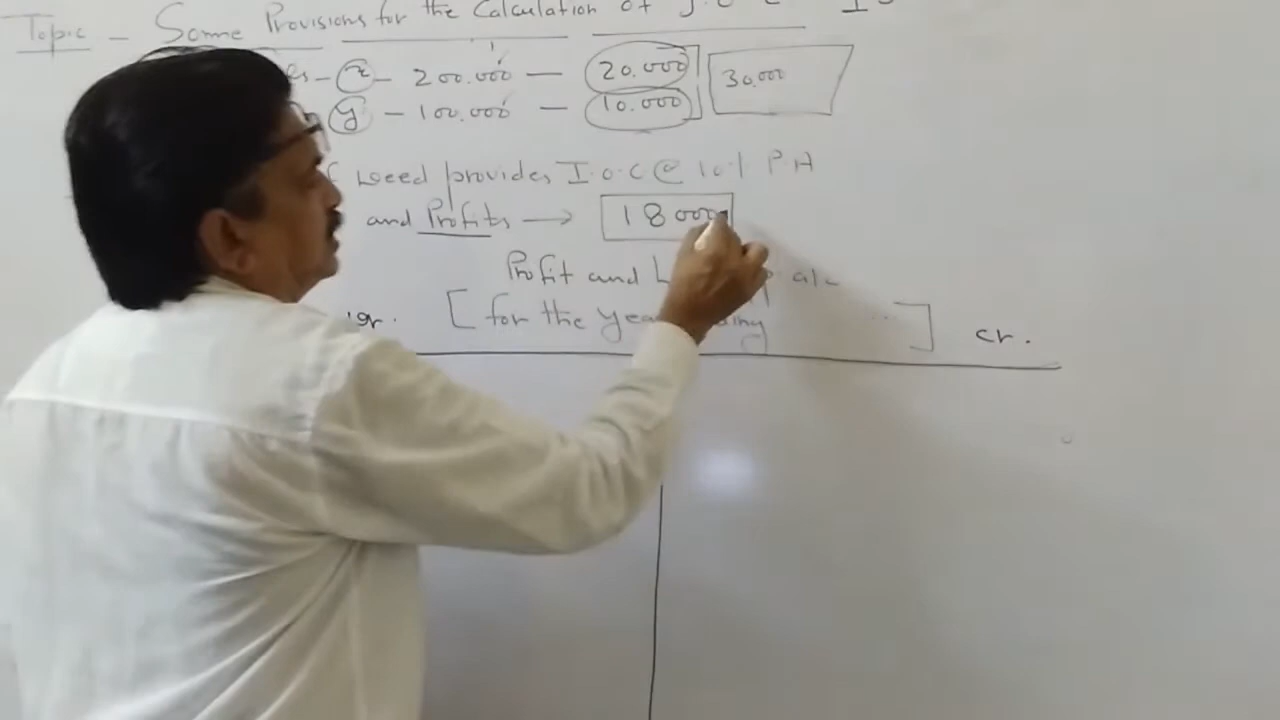 Topic - Some Provisions for the Calculation of I.O.C
x - 200.000 - 20.000 30.000
y - 100.000 - 10.000
Deed provides I.O.C @ 10% P.A
and Profits → 18000
Profit and a/c
[for the year ...] cr.